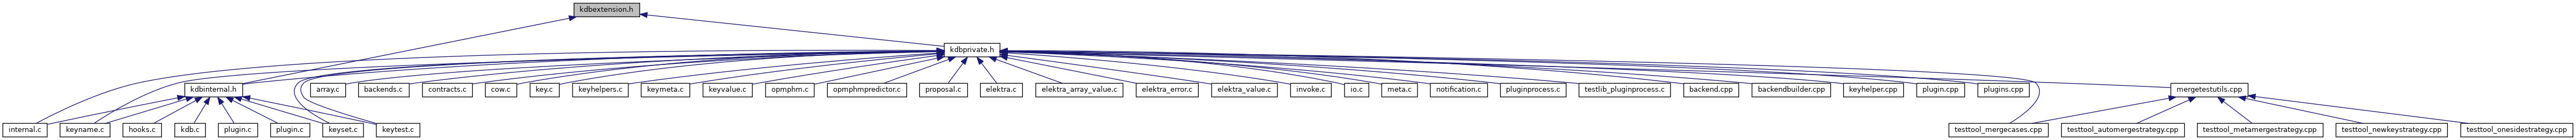 kdbextension.h
kdbprivate.h
kdbinternal.h
array.c
backends.c
contracts.c
cow.c
key.c
keyhelpers.c
keymeta.c
keyvalue.c
opmphm.c
opmphmpredictor.c
proposal.c
elektra.c
elektra_array_value.c
elektra_error.c
elektra_value.c
invoke.c
io.c
meta.c
notification.c
pluginprocess.c
testlib_pluginprocess.c
backend.cpp
backendbuilder.cpp
keyhelper.cpp
plugin.cpp
plugins.cpp
mergetestutils.cpp
internal.c
keyname.c
hooks.c
kdb.c
plugin.c
plugin.c
keyset.c
keytest.c
testtool_mergecases.cpp
testtool_automergestrategy.cpp
testtool_metamergestrategy.cpp
testtool_newkeystrategy.cpp
testtool_onesidestrategy.cpp